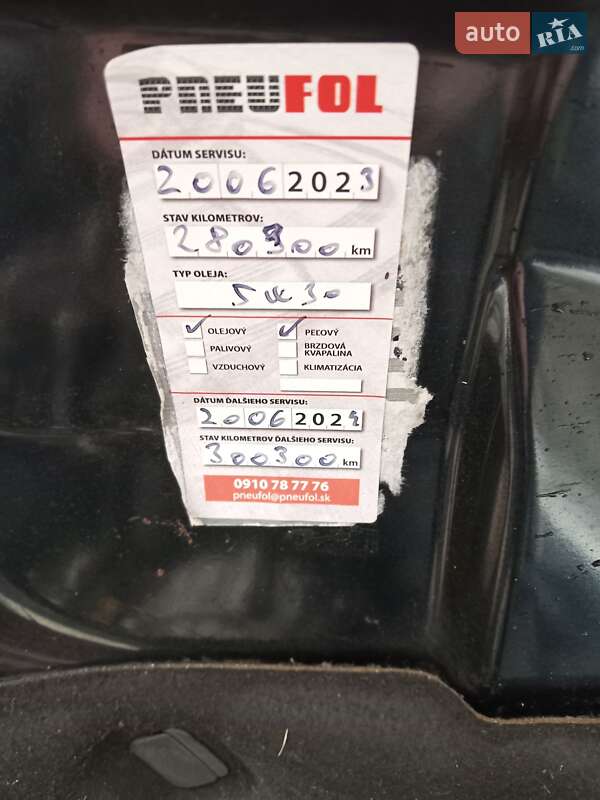 auto RIA .com
PNEUFOL
DÁTUM SERVISU:
20062023
STAV KILOMETROV:
280300 km
TYP OLEJA:
5w30
OLEJOVÝ PEĽOVÝ
PALIVOVÝ BRZDOVÁ KVAPALINA
VZDUCHOVÝ KLIMATIZÁCIA
DÁTUM ĎALŠIEHO SERVISU:
20062024
STAV KILOMETROV ĎALŠIEHO SERVISU:
300300 km
0910 78 77 76
pneufol@pneufol.sk